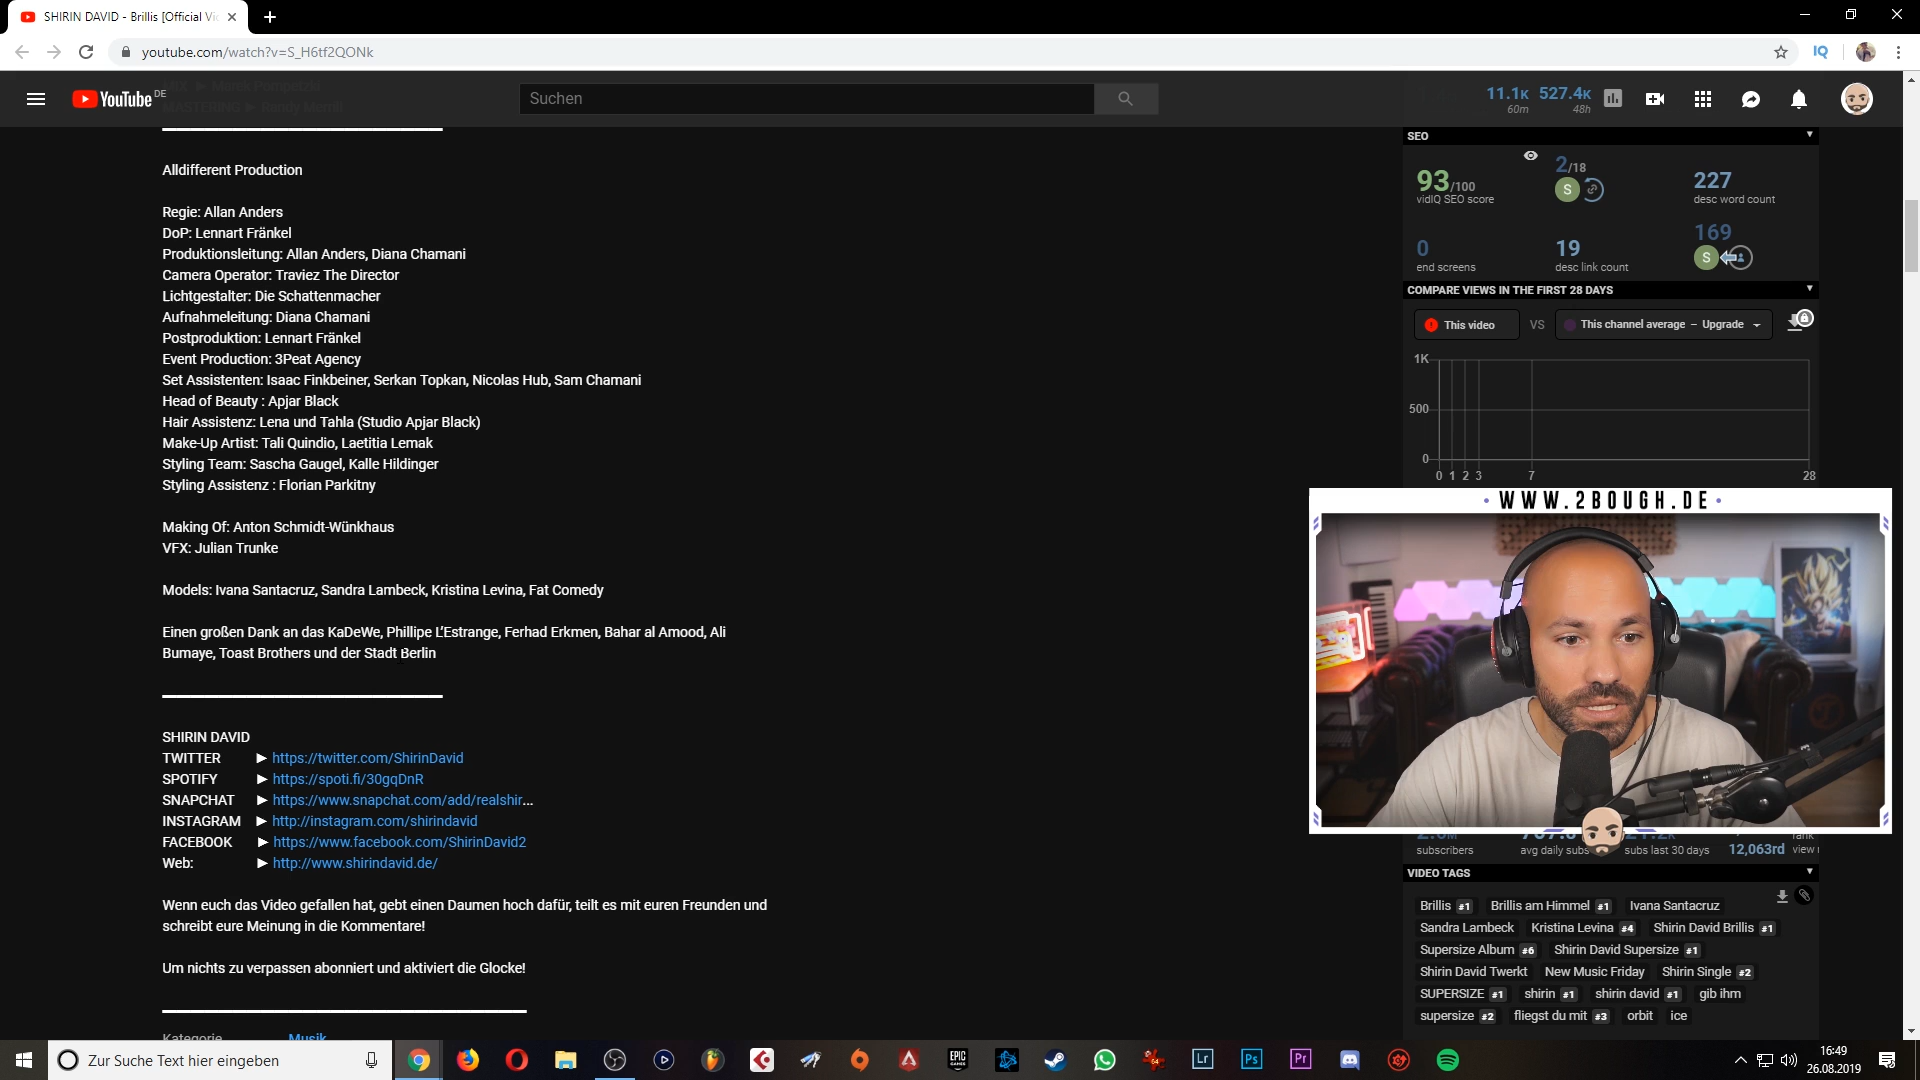 SHIRIN DAVID - Brillis [Official Vi
youtube.com/watch?v=S_H6tf2QONk
IQ
YouTube DE
Suchen
11.1K 527.4K
60m 48h
Alldifferent Production
Regie: Allan Anders
DoP: Lennart Fränkel
Produktionsleitung: Allan Anders, Diana Chamani
Camera Operator: Traviez The Director
Lichtgestalter: Die Schattenmacher
Aufnahmeleitung: Diana Chamani
Postproduktion: Lennart Fränkel
Event Production: 3Peat Agency
Set Assistenten: Isaac Finkbeiner, Serkan Topkan, Nicolas Hub, Sam Chamani
Head of Beauty : Apjar Black
Hair Assistenz: Lena und Tahla (Studio Apjar Black)
Make-Up Artist: Tali Quindio, Laetitia Lemak
Styling Team: Sascha Gaugel, Kalle Hildinger
Styling Assistenz : Florian Parkitny
Making Of: Anton Schmidt-Wünkhaus
VFX: Julian Trunke
Models: Ivana Santacruz, Sandra Lambeck, Kristina Levina, Fat Comedy
Einen großen Dank an das KaDeWe, Phillipe L’Estrange, Ferhad Erkmen, Bahar al Amood, Ali
Bumaye, Toast Brothers und der Stadt Berlin
SHIRIN DAVID
TWITTER ► https://twitter.com/ShirinDavid
SPOTIFY ► https://spoti.fi/30gqDnR
SNAPCHAT ► https://www.snapchat.com/add/realshir...
INSTAGRAM ► http://instagram.com/shirindavid
FACEBOOK ► https://www.facebook.com/ShirinDavid2
Web: ► http://www.shirindavid.de/
Wenn euch das Video gefallen hat, gebt einen Daumen hoch dafür, teilt es mit euren Freunden und
schreibt eure Meinung in die Kommentare!
Um nichts zu verpassen abonniert und aktiviert die Glocke!
Kategorie Musik
SEO
93/100 2/18 227
vidIQ SEO score S desc word count
0 19 169
end screens desc link count S
COMPARE VIEWS IN THE FIRST 28 DAYS
This video VS This channel average – Upgrade
1K
500
0
0 1 2 3 7 28
WWW.2BOUGH.DE
subscribers avg daily subs subs last 30 days 12,063rd
VIDEO TAGS
Brillis #1 Brillis am Himmel #1 Ivana Santacruz
Sandra Lambeck Kristina Levina #4 Shirin David Brillis #1
Supersize Album #6 Shirin David Supersize #1
Shirin David Twerkt New Music Friday Shirin Single #2
SUPERSIZE #1 shirin #1 shirin david #1 gib ihm
supersize #2 fliegst du mit #3 orbit ice
Zur Suche Text hier eingeben
EPIC GAMES
Lr Ps Pr
16:49
26.08.2019